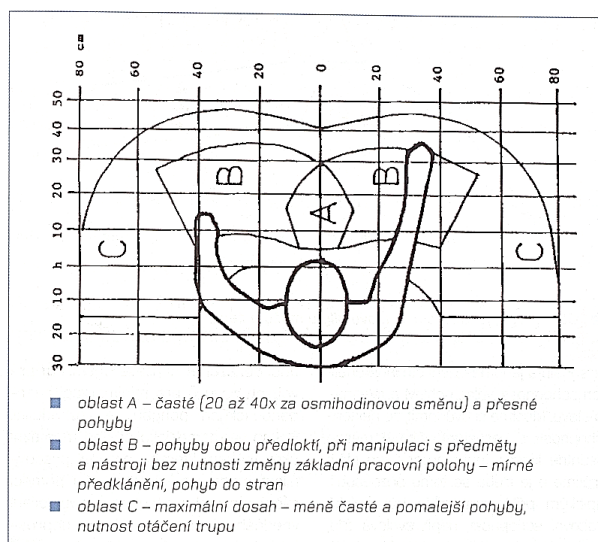 cm
80 40 20 0 20 40 60 80
50
40
30
20
10
h
10
20
30
B B
A
C C
oblast A – časté (20 až 40x za osmihodinovou směnu) a přesné
pohyby
oblast B – pohyby obou předloktí, při manipulaci s předměty
a nástroji bez nutnosti změny základní pracovní polohy – mírné
předklánění, pohyb do stran
oblast C – maximální dosah – méně časté a pomalejší pohyby,
nutnost otáčení trupu